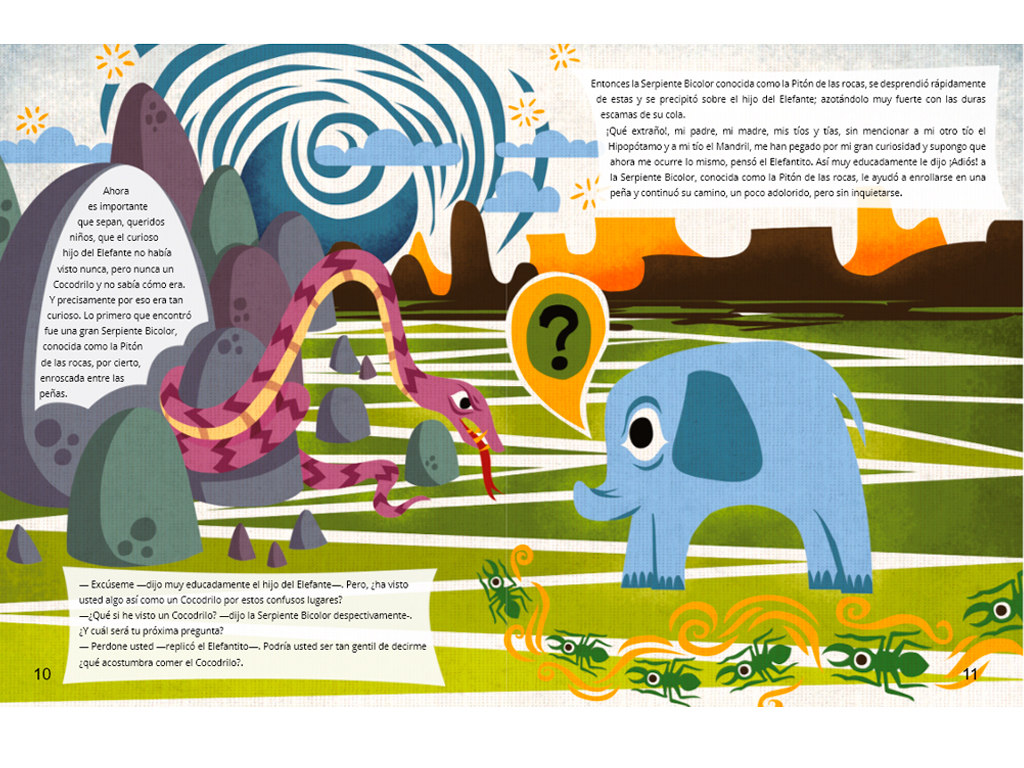 Ahora
es importante
que sepan, queridos
niños, que el curioso
hijo del Elefante no había
visto nunca, pero nunca un
Cocodrilo y no sabía cómo era.
Y precisamente por eso era tan
curioso. Lo primero que encontró
fue una gran Serpiente Bicolor,
conocida como la Pitón
de las rocas, por cierto,
enroscada entre las
peñas.
— Excúseme —dijo muy educadamente el hijo del Elefante—. Pero, ¿ha visto
usted algo así como un Cocodrilo por estos confusos lugares?
—¿Qué si he visto un Cocodrilo? —dijo la Serpiente Bicolor despectivamente-.
¿Y cuál será tu próxima pregunta?
— Perdone usted —replicó el Elefantito—. Podría usted ser tan gentil de decirme
¿qué acostumbra comer el Cocodrilo?.
10
Entonces la Serpiente Bicolor conocida como la Pitón de las rocas, se desprendió rápidamente
de estas y se precipitó sobre el hijo del Elefante; azotándolo muy fuerte con las duras
escamas de su cola.
¡Qué extraño!, mi padre, mi madre, mis tíos y tías, sin mencionar a mi otro tío el
Hipopótamo y a mi tío el Mandril, me han pegado por mi gran curiosidad y supongo que
ahora me ocurre lo mismo, pensó el Elefantito. Así muy educadamente le dijo ¡Adiós! a
la Serpiente Bicolor, conocida como la Pitón de las rocas, le ayudó a enrollarse en una
peña y continuó su camino, un poco adolorido, pero sin inquietarse.
?
11